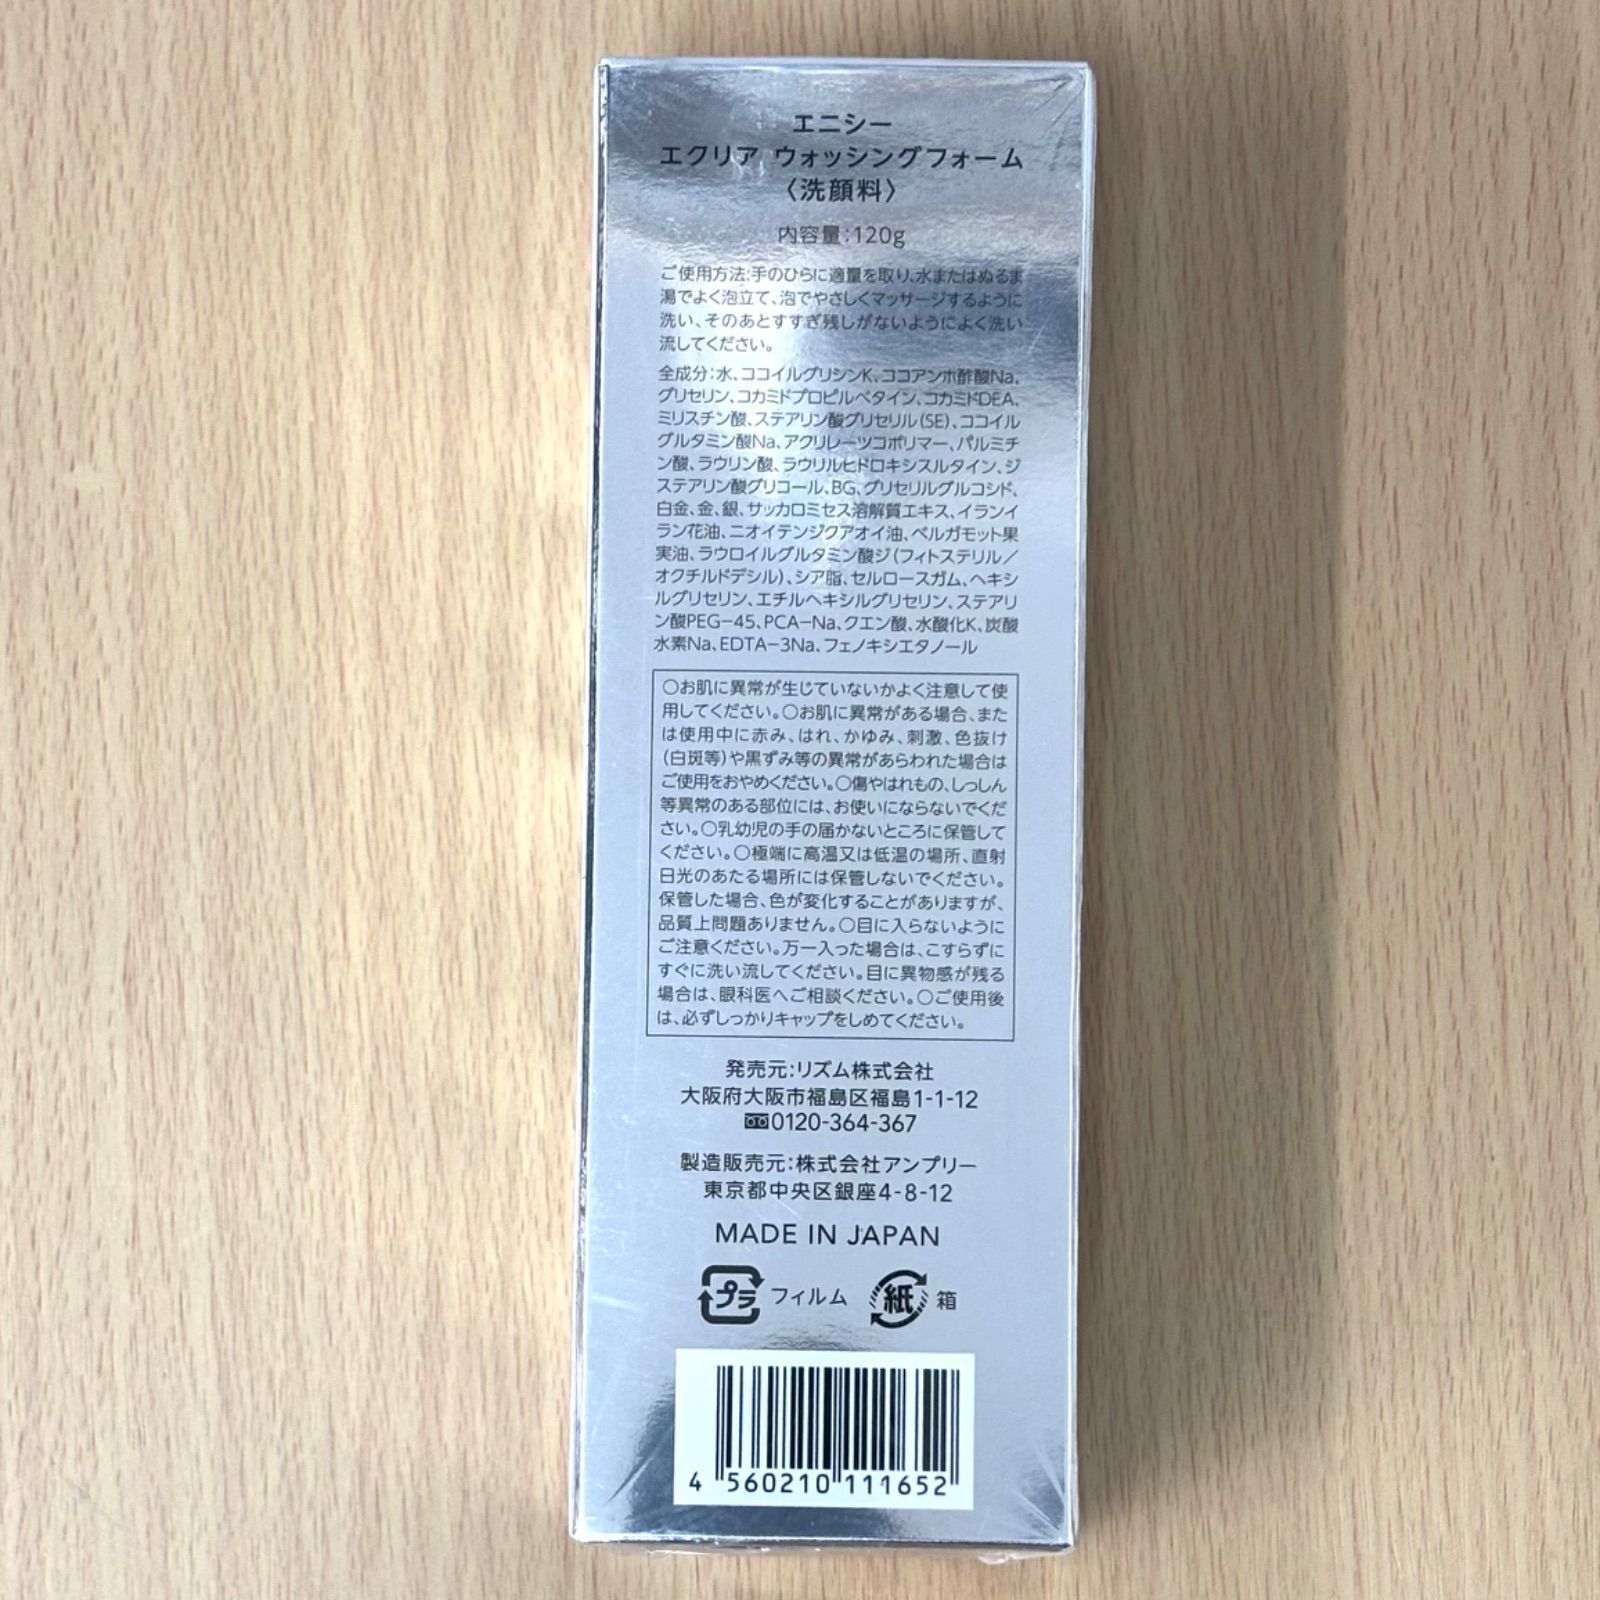 エニシー
エクリア ウォッシングフォーム
〈洗顔料〉
内容量:120g
ご使用方法:手のひらに適量を取り、水またはぬるま
湯でよく泡立て、泡でやさしくマッサージするように
洗い、そのあとすすぎ残しがないようによく洗い
流してください。
全成分:水、ココイルグリシンK、ココアンホ酢酸Na、
グリセリン、コカミドプロピルベタイン、コカミドDEA、
ミリスチン酸、ステアリン酸グリセリル(SE)、ココイル
グルタミン酸Na、アクリレーツコポリマー、パルミチ
ン酸、ラウリン酸、ラウリルヒドロキシスルタイン、ジ
ステアリン酸グリコール、BG、グリセリルグルコシド、
白金、金、銀、サッカロミセス溶解質エキス、イランイ
ラン花油、ニオイテンジクアオイ油、ベルガモット果
実油、ラウロイルグルタミン酸ジ(フィトステリル/
オクチルドデシル)、シア脂、セルロースガム、ヘキシ
ルグリセリン、エチルヘキシルグリセリン、ステアリ
ン酸PEG-45、PCA-Na、クエン酸、水酸化K、炭酸
水素Na、EDTA-3Na、フェノキシエタノール
○お肌に異常が生じていないかよく注意して使
用してください。○お肌に異常がある場合、また
は使用中に赤み、はれ、かゆみ、刺激、色抜け
(白斑等)や黒ずみ等の異常があらわれた場合は
ご使用をおやめください。○傷やはれもの、しっしん
等異常のある部位には、お使いにならないでくだ
さい。○乳幼児の手の届かないところに保管して
ください。○極端に高温又は低温の場所、直射
日光のあたる場所には保管しないでください。
保管した場合、色が変化することがありますが、
品質上問題ありません。○目に入らないように
ご注意ください。万一入った場合は、こすらずに
すぐに洗い流してください。目に異物感が残る
場合は、眼科医へご相談ください。○ご使用後
は、必ずしっかりキャップをしめてください。
発売元:リズム株式会社
大阪府大阪市福島区福島1-1-12
0120-364-367
製造販売元:株式会社アンプリー
東京都中央区銀座4-8-12
MADE IN JAPAN
プラ フィルム 紙 箱
4 560210 111652